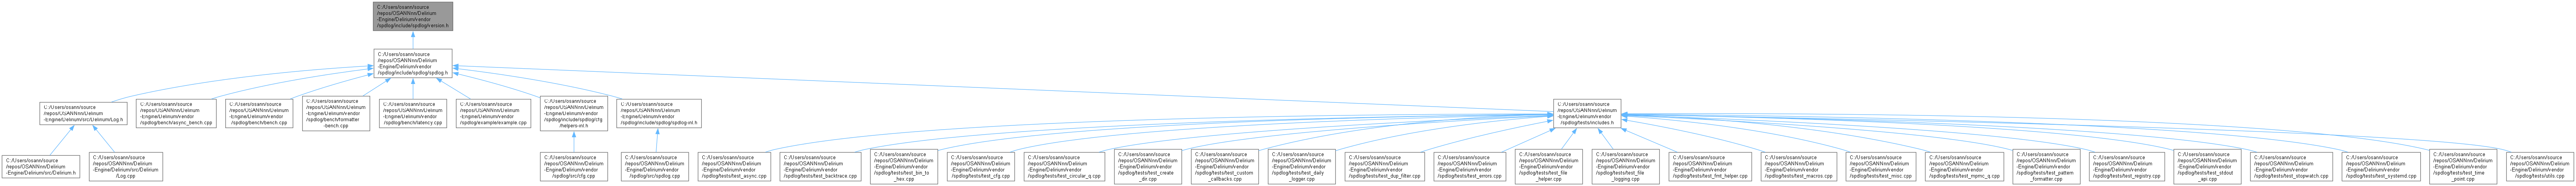 C:/Users/osann/source
/repos/OSANNnn/Delirium
-Engine/Delirium/vendor
/spdlog/include/spdlog/version.h
C:/Users/osann/source
/repos/OSANNnn/Delirium
-Engine/Delirium/vendor
/spdlog/include/spdlog/spdlog.h
C:/Users/osann/source
/repos/OSANNnn/Delirium
-Engine/Delirium/src/Delirium/Log.h
C:/Users/osann/source
/repos/OSANNnn/Delirium
-Engine/Delirium/vendor
/spdlog/bench/async_bench.cpp
C:/Users/osann/source
/repos/OSANNnn/Delirium
-Engine/Delirium/vendor
/spdlog/bench/bench.cpp
C:/Users/osann/source
/repos/OSANNnn/Delirium
-Engine/Delirium/vendor
/spdlog/bench/formatter
-bench.cpp
C:/Users/osann/source
/repos/OSANNnn/Delirium
-Engine/Delirium/vendor
/spdlog/bench/latency.cpp
C:/Users/osann/source
/repos/OSANNnn/Delirium
-Engine/Delirium/vendor
/spdlog/example/example.cpp
C:/Users/osann/source
/repos/OSANNnn/Delirium
-Engine/Delirium/vendor
/spdlog/include/spdlog/cfg
/helpers-inl.h
C:/Users/osann/source
/repos/OSANNnn/Delirium
-Engine/Delirium/vendor
/spdlog/include/spdlog/spdlog-inl.h
C:/Users/osann/source
/repos/OSANNnn/Delirium
-Engine/Delirium/vendor
/spdlog/tests/includes.h
C:/Users/osann/source
/repos/OSANNnn/Delirium
-Engine/Delirium/src/Delirium.h
C:/Users/osann/source
/repos/OSANNnn/Delirium
-Engine/Delirium/src/Delirium
/Log.cpp
C:/Users/osann/source
/repos/OSANNnn/Delirium
-Engine/Delirium/vendor
/spdlog/src/cfg.cpp
C:/Users/osann/source
/repos/OSANNnn/Delirium
-Engine/Delirium/vendor
/spdlog/src/spdlog.cpp
C:/Users/osann/source
/repos/OSANNnn/Delirium
-Engine/Delirium/vendor
/spdlog/tests/test_async.cpp
C:/Users/osann/source
/repos/OSANNnn/Delirium
-Engine/Delirium/vendor
/spdlog/tests/test_backtrace.cpp
C:/Users/osann/source
/repos/OSANNnn/Delirium
-Engine/Delirium/vendor
/spdlog/tests/test_bin_to
_hex.cpp
C:/Users/osann/source
/repos/OSANNnn/Delirium
-Engine/Delirium/vendor
/spdlog/tests/test_cfg.cpp
C:/Users/osann/source
/repos/OSANNnn/Delirium
-Engine/Delirium/vendor
/spdlog/tests/test_circular_q.cpp
C:/Users/osann/source
/repos/OSANNnn/Delirium
-Engine/Delirium/vendor
/spdlog/tests/test_create
_dir.cpp
C:/Users/osann/source
/repos/OSANNnn/Delirium
-Engine/Delirium/vendor
/spdlog/tests/test_custom
_callbacks.cpp
C:/Users/osann/source
/repos/OSANNnn/Delirium
-Engine/Delirium/vendor
/spdlog/tests/test_daily
_logger.cpp
C:/Users/osann/source
/repos/OSANNnn/Delirium
-Engine/Delirium/vendor
/spdlog/tests/test_dup_filter.cpp
C:/Users/osann/source
/repos/OSANNnn/Delirium
-Engine/Delirium/vendor
/spdlog/tests/test_errors.cpp
C:/Users/osann/source
/repos/OSANNnn/Delirium
-Engine/Delirium/vendor
/spdlog/tests/test_file
_helper.cpp
C:/Users/osann/source
/repos/OSANNnn/Delirium
-Engine/Delirium/vendor
/spdlog/tests/test_file
_logging.cpp
C:/Users/osann/source
/repos/OSANNnn/Delirium
-Engine/Delirium/vendor
/spdlog/tests/test_fmt_helper.cpp
C:/Users/osann/source
/repos/OSANNnn/Delirium
-Engine/Delirium/vendor
/spdlog/tests/test_macros.cpp
C:/Users/osann/source
/repos/OSANNnn/Delirium
-Engine/Delirium/vendor
/spdlog/tests/test_misc.cpp
C:/Users/osann/source
/repos/OSANNnn/Delirium
-Engine/Delirium/vendor
/spdlog/tests/test_mpmc_q.cpp
C:/Users/osann/source
/repos/OSANNnn/Delirium
-Engine/Delirium/vendor
/spdlog/tests/test_pattern
_formatter.cpp
C:/Users/osann/source
/repos/OSANNnn/Delirium
-Engine/Delirium/vendor
/spdlog/tests/test_registry.cpp
C:/Users/osann/source
/repos/OSANNnn/Delirium
-Engine/Delirium/vendor
/spdlog/tests/test_stdout
_api.cpp
C:/Users/osann/source
/repos/OSANNnn/Delirium
-Engine/Delirium/vendor
/spdlog/tests/test_stopwatch.cpp
C:/Users/osann/source
/repos/OSANNnn/Delirium
-Engine/Delirium/vendor
/spdlog/tests/test_systemd.cpp
C:/Users/osann/source
/repos/OSANNnn/Delirium
-Engine/Delirium/vendor
/spdlog/tests/test_time
_point.cpp
C:/Users/osann/source
/repos/OSANNnn/Delirium
-Engine/Delirium/vendor
/spdlog/tests/utils.cpp